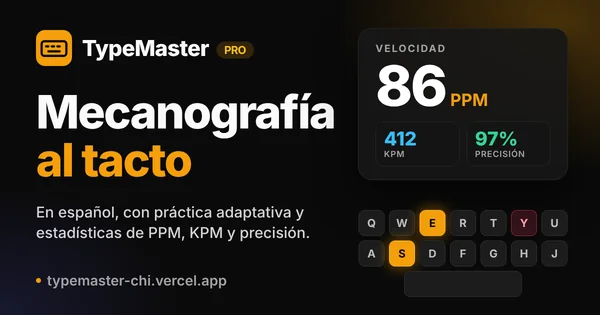 TypeMaster PRO
Mecanografía
al tacto
En español, con práctica adaptativa y
estadísticas de PPM, KPM y precisión.
typemaster-chi.vercel.app
VELOCIDAD
86 PPM
412
KPM
97%
PRECISIÓN
Q W E R T Y U
A S D F G H J